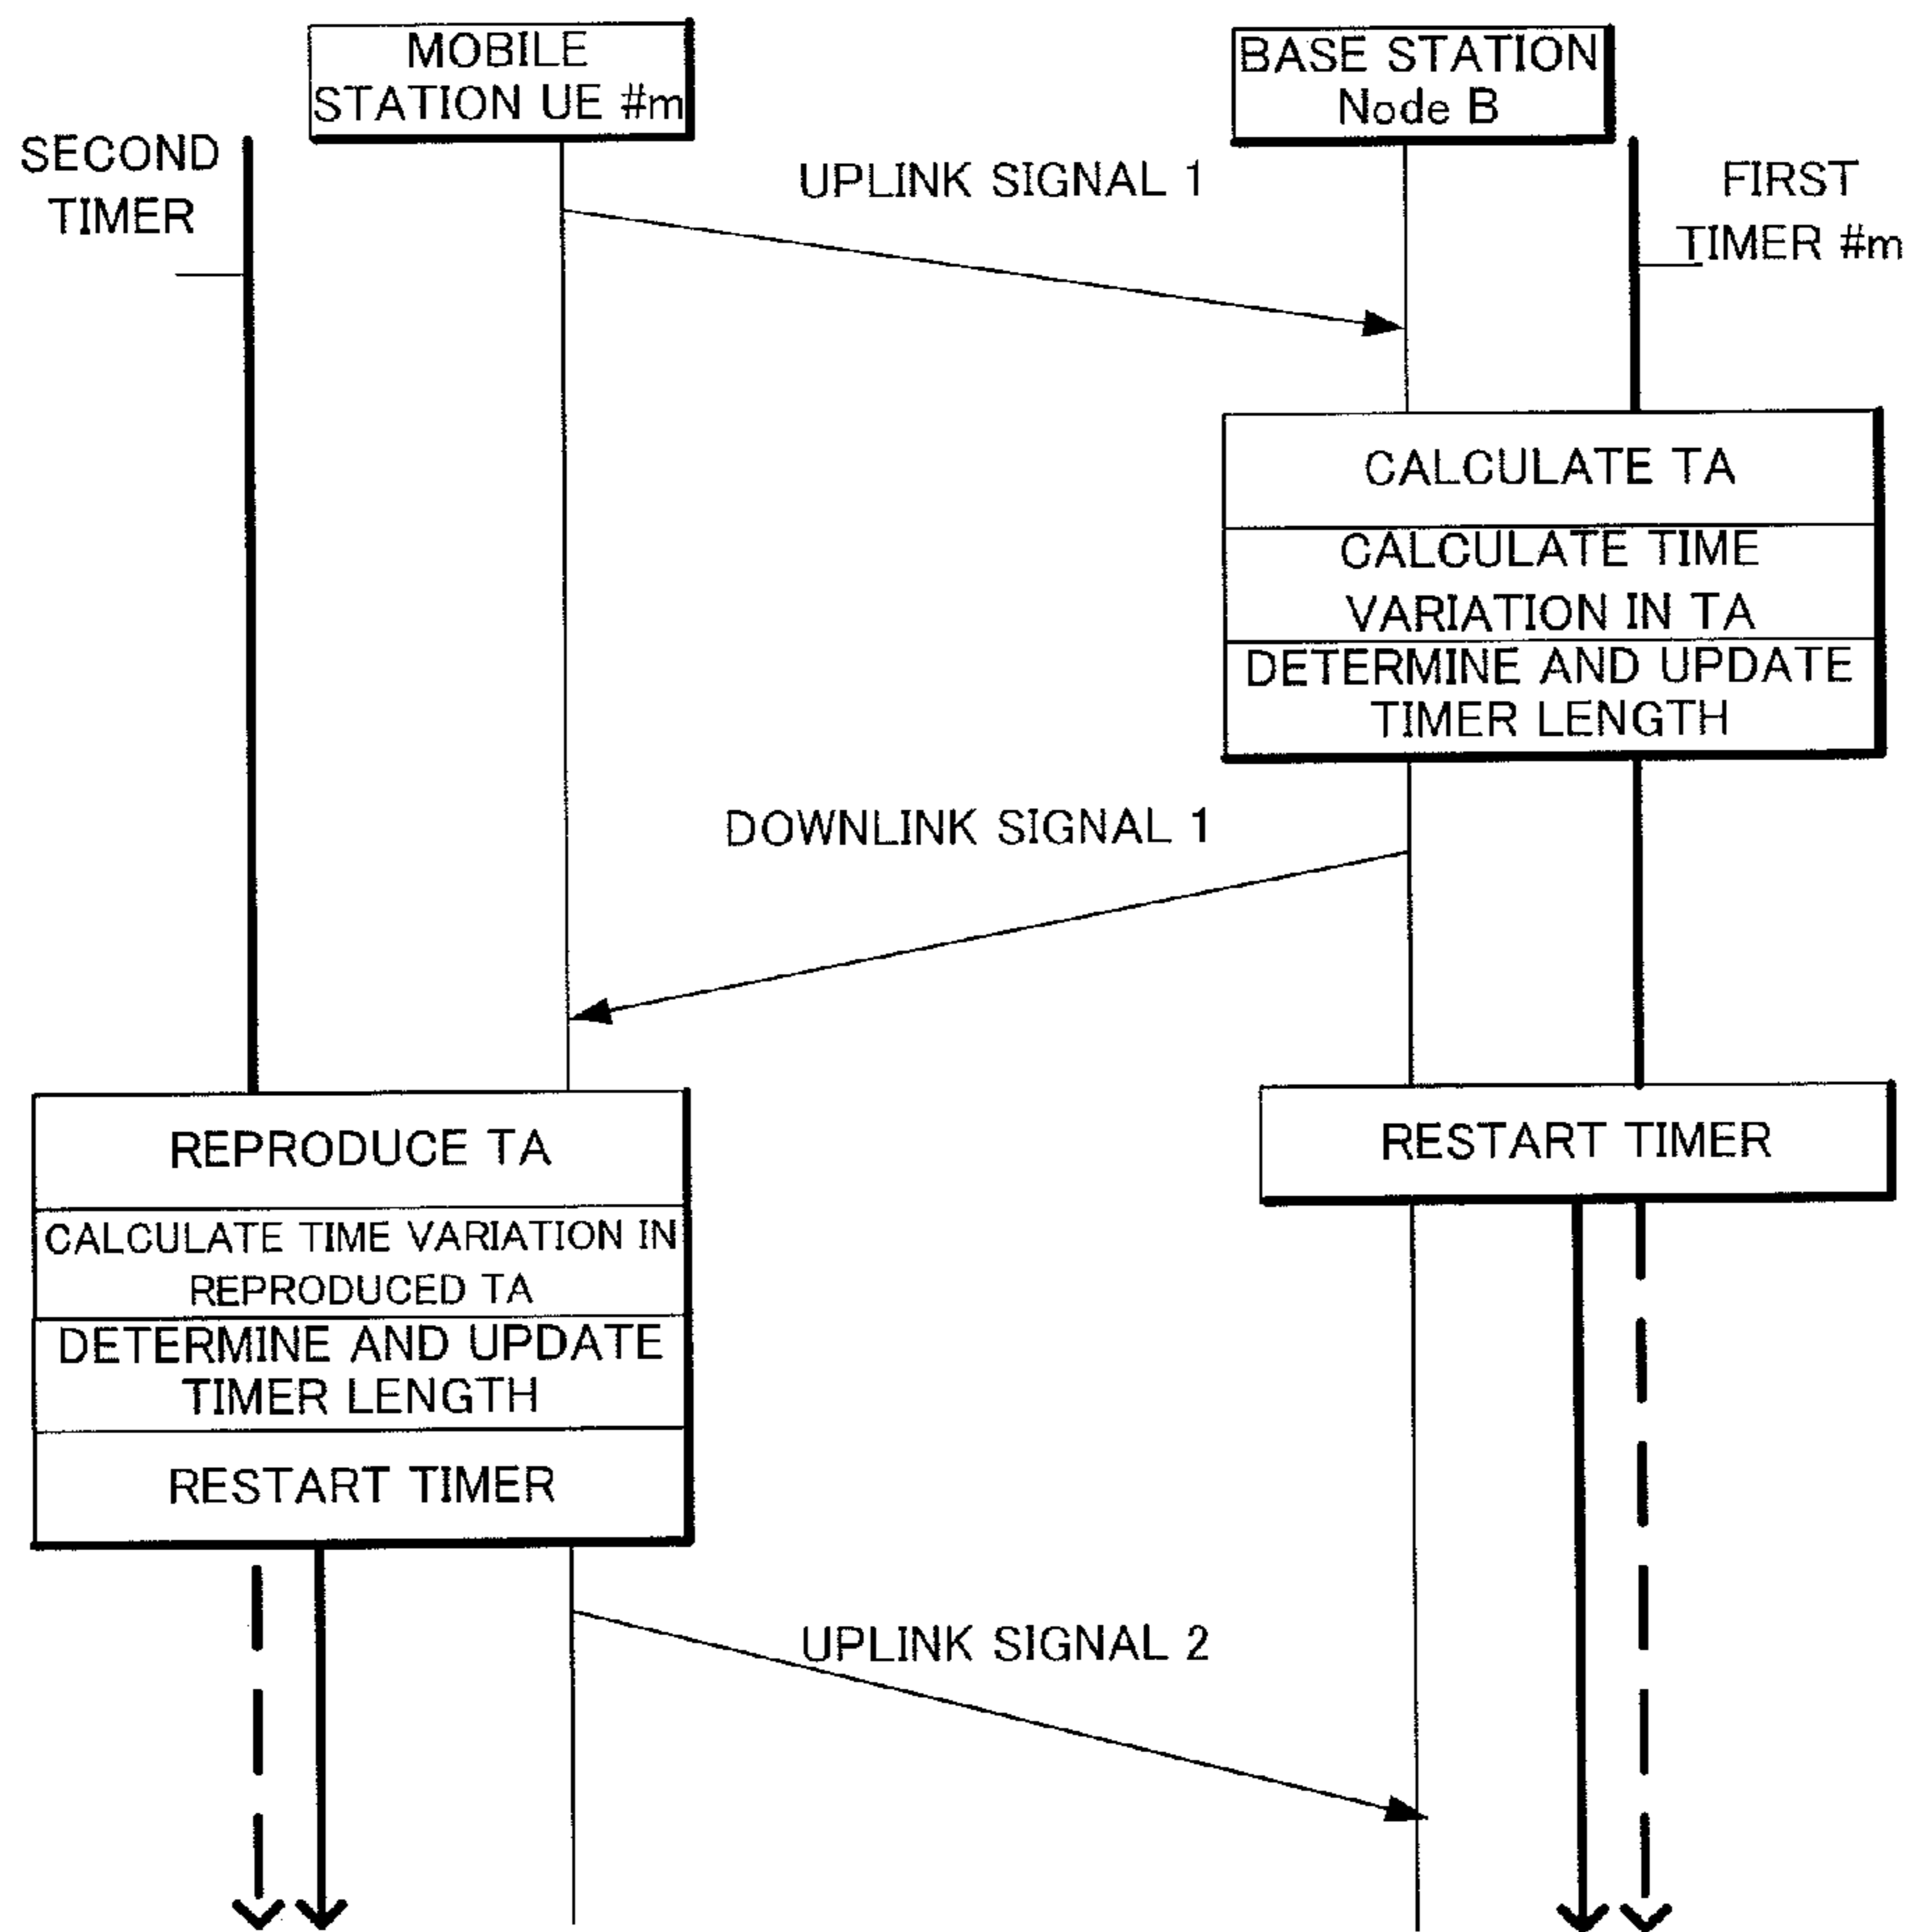 MOBILE
STATION UE #m
BASE STATION
Node B
SECOND
TIMER
UPLINK SIGNAL 1
FIRST
TIMER #m
CALCULATE TA
CALCULATE TIME
VARIATION IN TA
DETERMINE AND UPDATE
TIMER LENGTH
DOWNLINK SIGNAL 1
REPRODUCE TA
CALCULATE TIME VARIATION IN
REPRODUCED TA
DETERMINE AND UPDATE
TIMER LENGTH
RESTART TIMER
RESTART TIMER
UPLINK SIGNAL 2